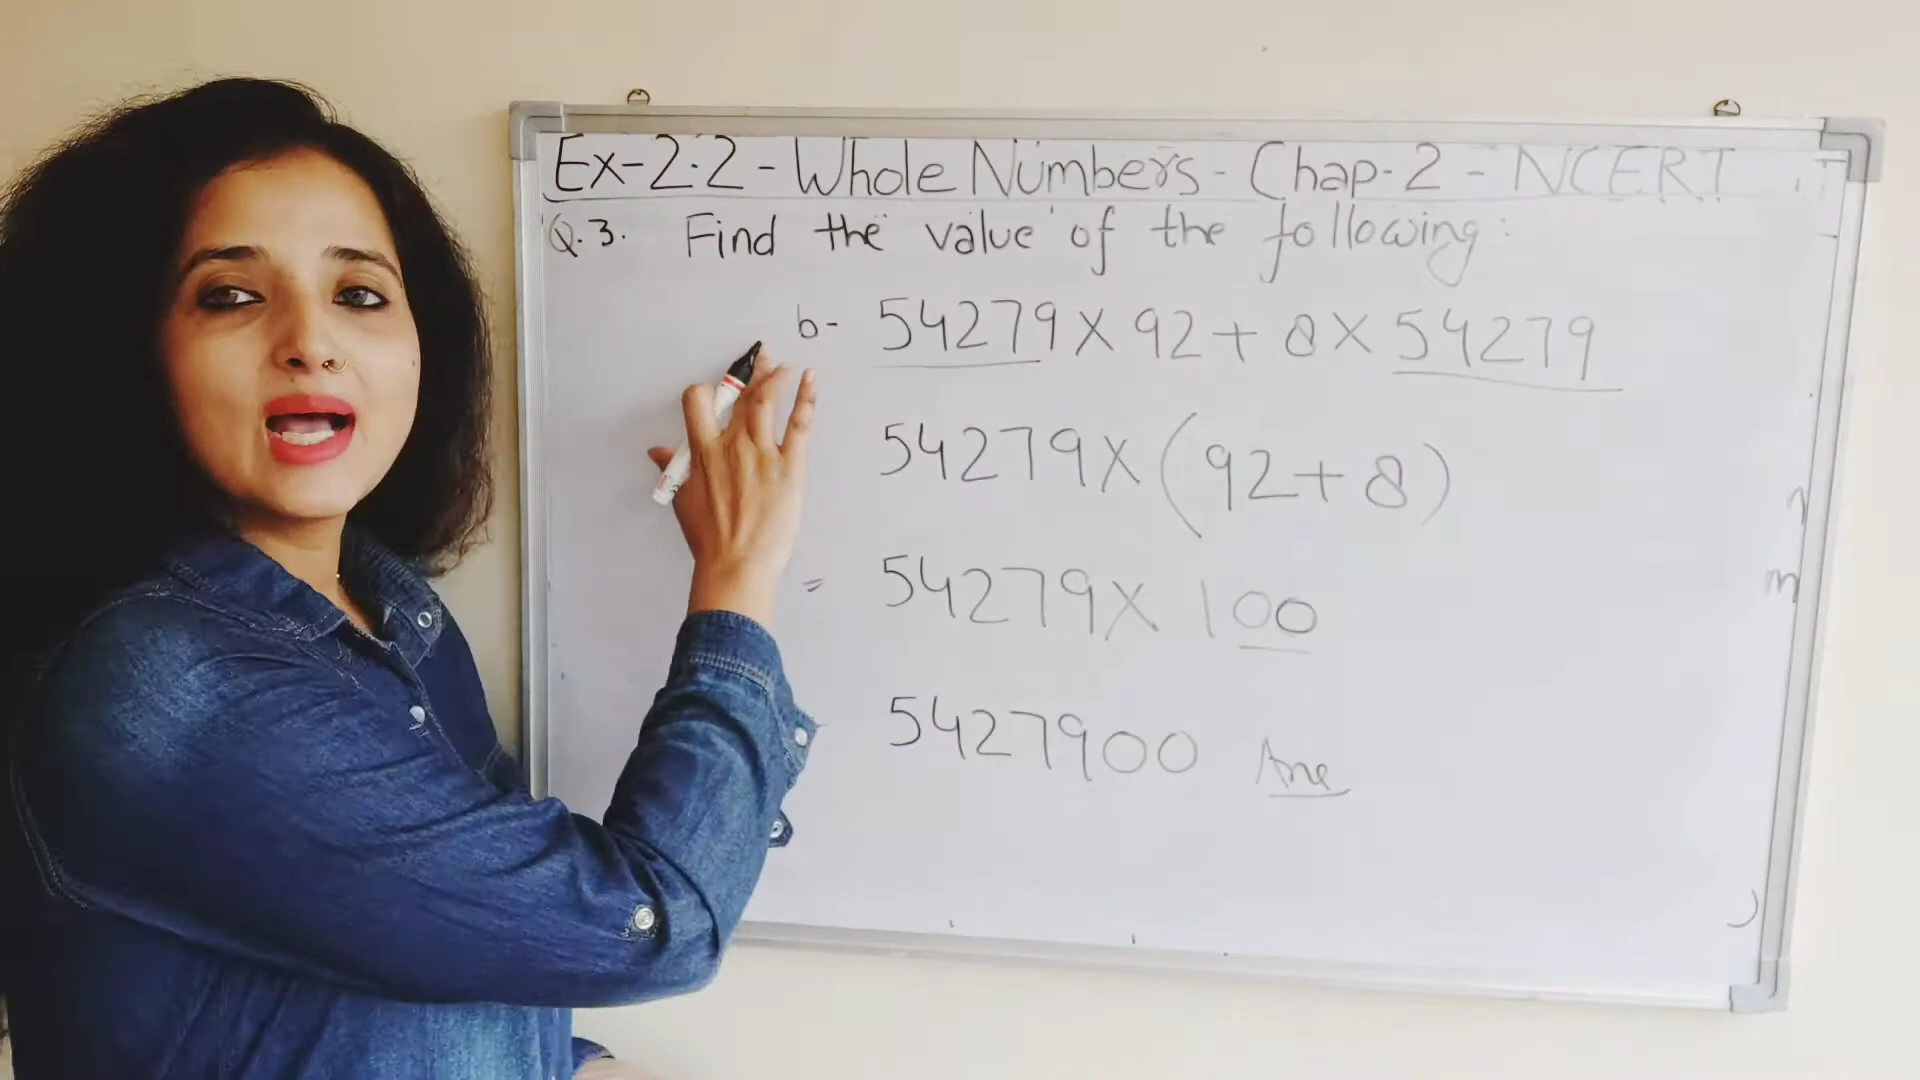 Ex-2.2 - Whole Numbers - Chap-2 - NCERT
Q.3. Find the value of the following:
b- 54279 X 92 + 8 X 54279
54279 X (92 + 8)
= 54279 X 100
5427900 Ans